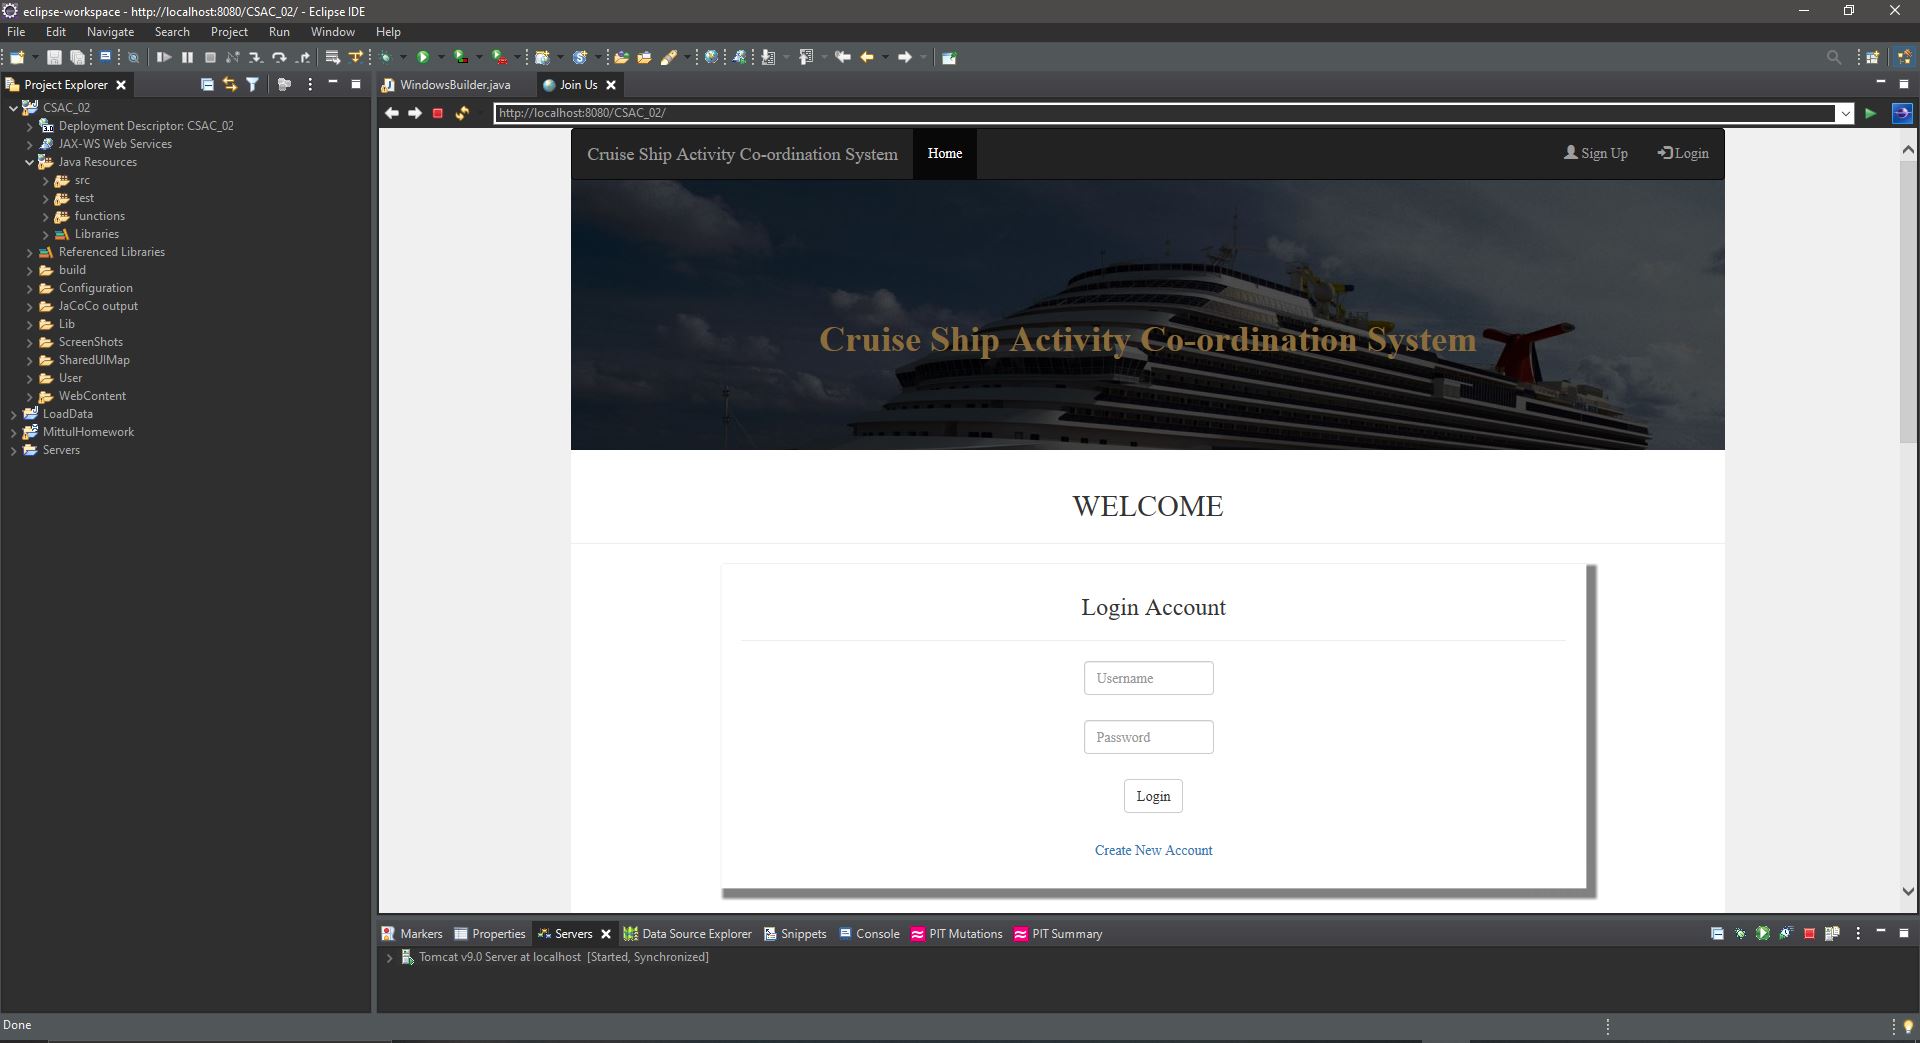 eclipse-workspace - http://localhost:8080/CSAC_02/ - Eclipse IDE
File Edit Navigate Search Project Run Window Help
Project Explorer
WindowsBuilder.java
Join Us
http://localhost:8080/CSAC_02/
CSAC_02
Deployment Descriptor: CSAC_02
JAX-WS Web Services
Java Resources
src
test
functions
Libraries
Referenced Libraries
build
Configuration
JaCoCo output
Lib
ScreenShots
SharedUIMap
User
WebContent
LoadData
MittulHomework
Servers
Cruise Ship Activity Co-ordination System
Home
Sign Up
Login
Cruise Ship Activity Co-ordination System
WELCOME
Login Account
Username
Password
Login
Create New Account
Markers Properties Servers Data Source Explorer Snippets Console PIT Mutations PIT Summary
Tomcat v9.0 Server at localhost [Started, Synchronized]
Done